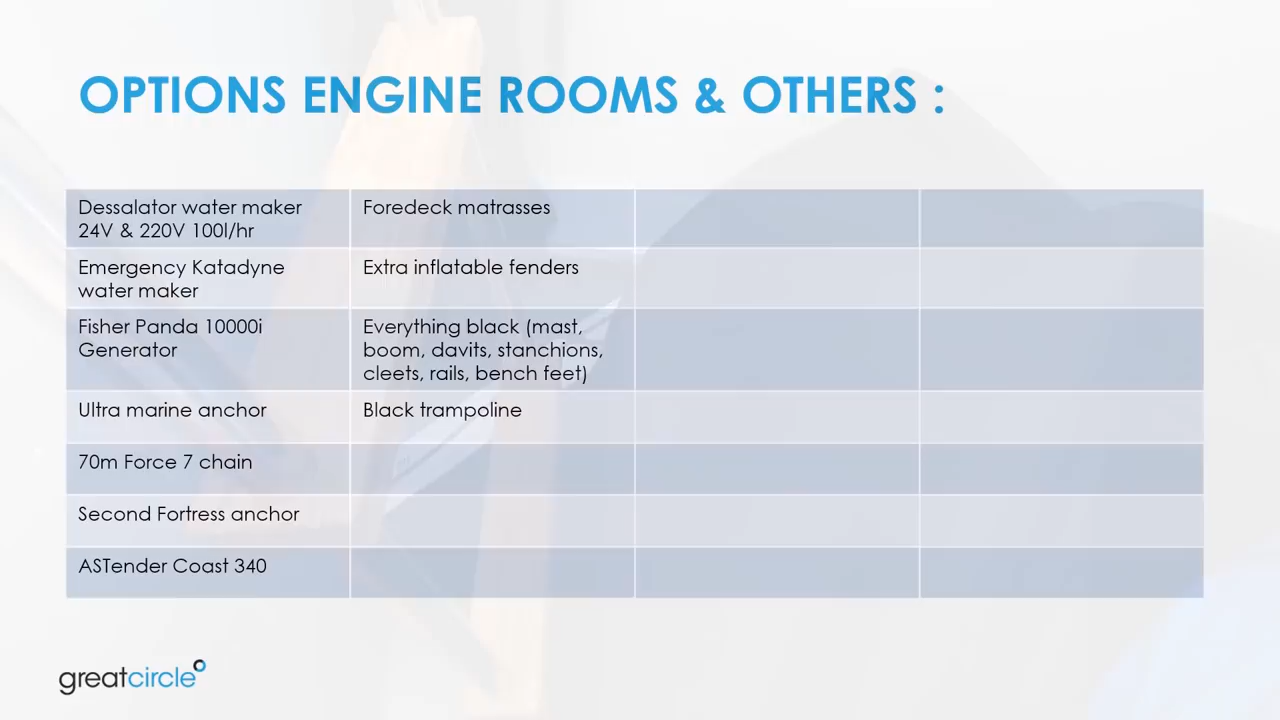 OPTIONS ENGINE ROOMS & OTHERS :
Dessalator water maker
24V & 220V 100l/hr
Foredeck matrasses
Emergency Katadyne
water maker
Extra inflatable fenders
Fisher Panda 10000i
Generator
Everything black (mast,
boom, davits, stanchions,
cleets, rails, bench feet)
Ultra marine anchor
Black trampoline
70m Force 7 chain
Second Fortress anchor
ASTender Coast 340
greatcircle